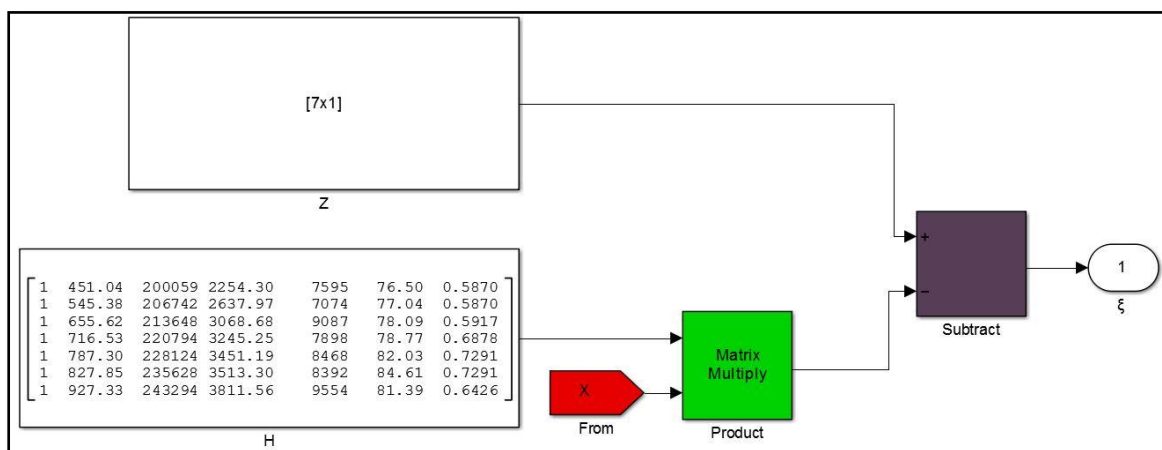 [7x1]
Z
1 451.04 200059 2254.30 7595 76.50 0.5870
1 545.38 206742 2637.97 7074 77.04 0.5870
1 655.62 213648 3068.68 9087 78.09 0.5917
1 716.53 220794 3245.25 7898 78.77 0.6878
1 787.30 228124 3451.19 8468 82.03 0.7291
1 827.85 235628 3513.30 8392 84.61 0.7291
1 927.33 243294 3811.56 9554 81.39 0.6426
H
X
From
Matrix
Multiply
Product
+
−
Subtract
1
ξ